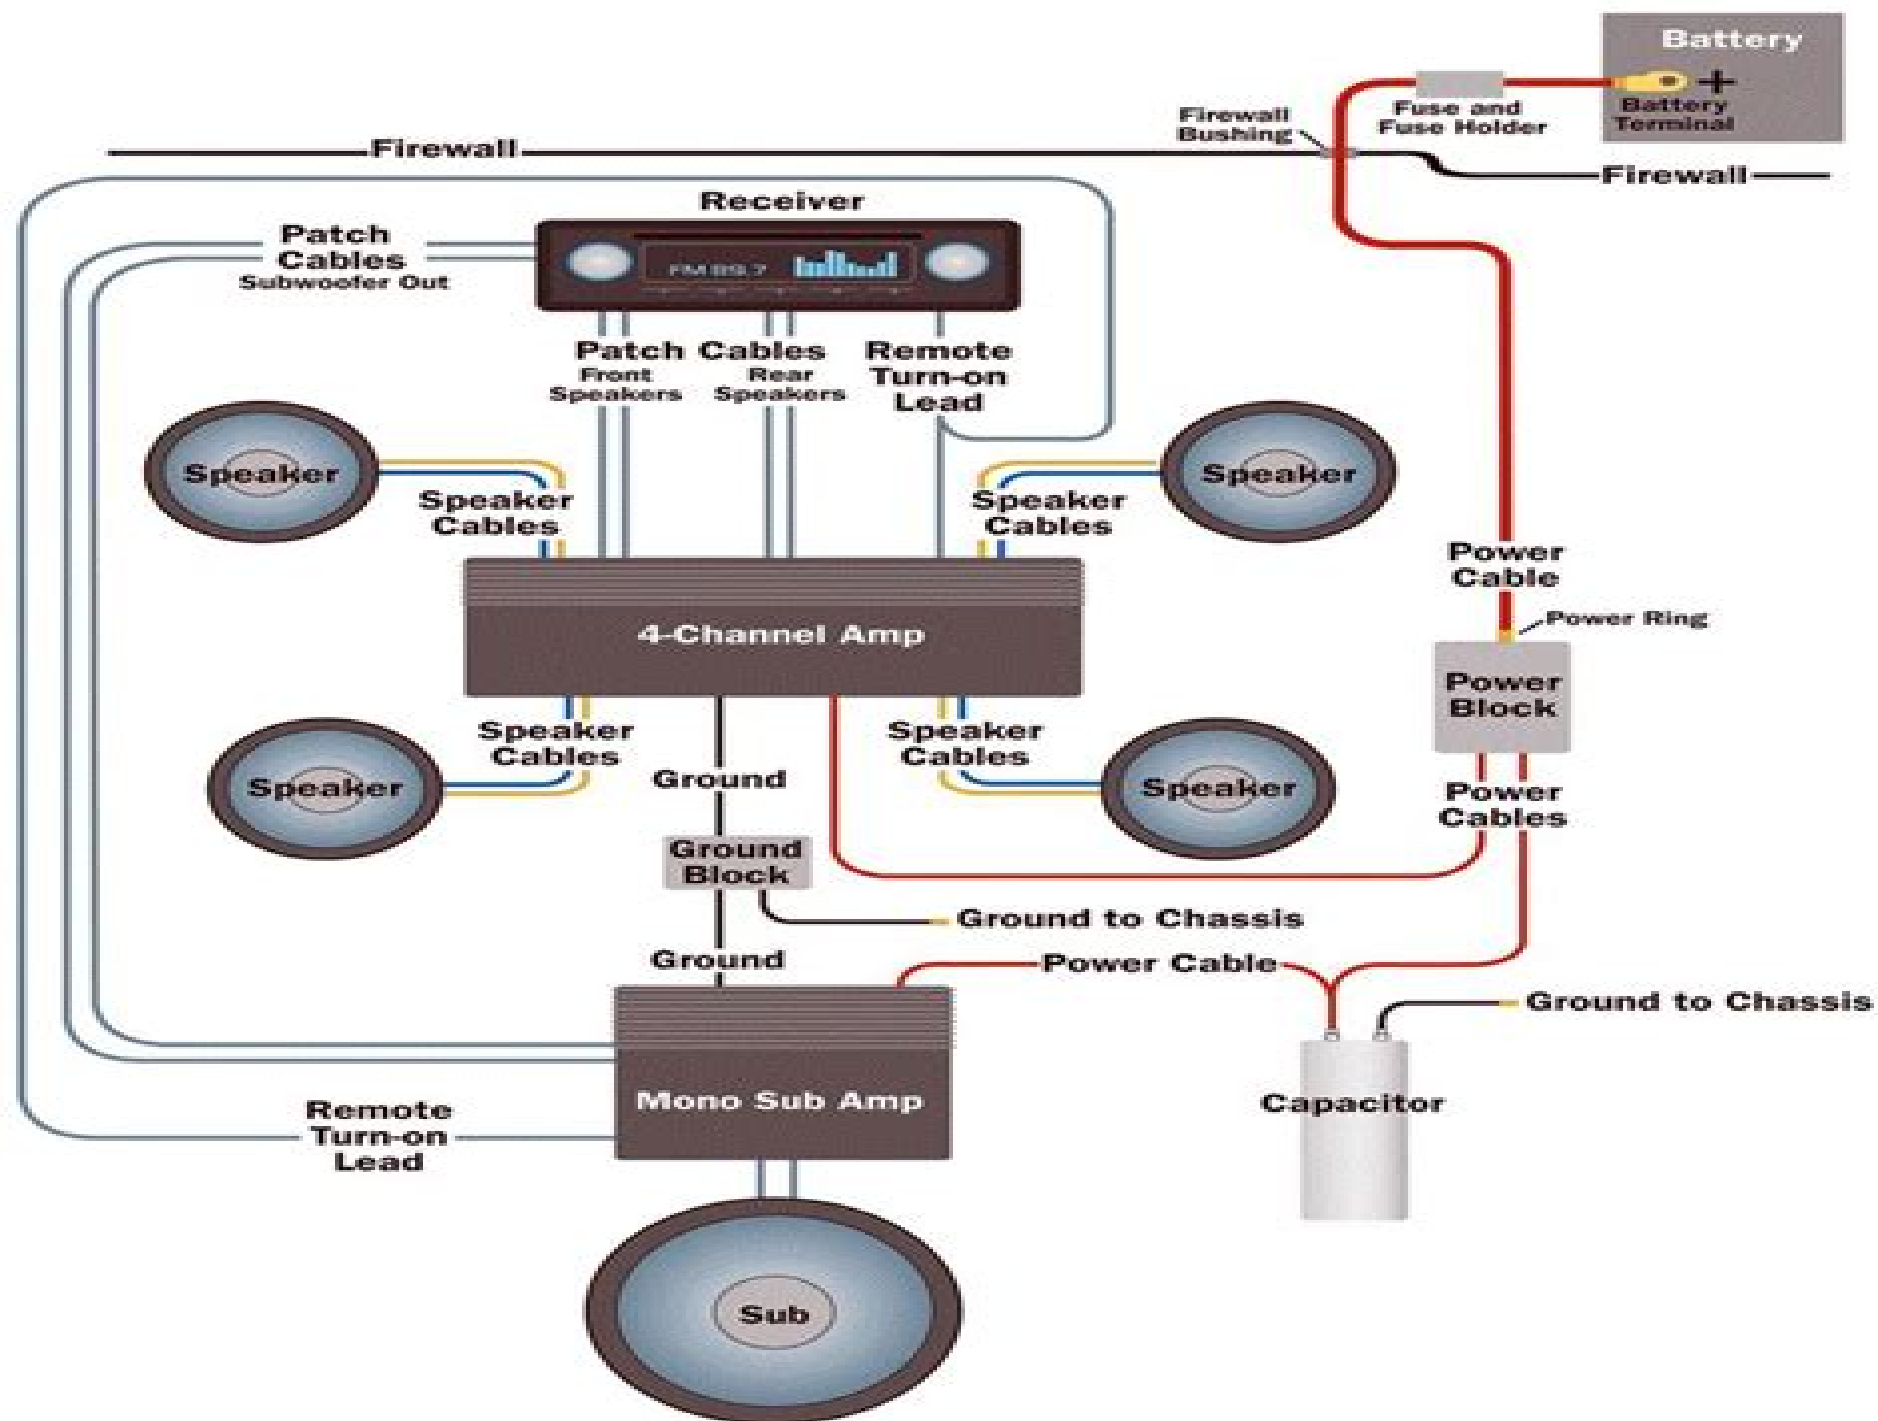 Battery
Battery
Terminal
Fuse and
Fuse Holder
Firewall
Bushing
Firewall
Firewall
Receiver
FM 89.7
Patch
Cables
Subwoofer Out
Patch Cables
Front
Speakers
Rear
Speakers
Remote
Turn-on
Lead
Speaker
Speaker
Cables
Speaker
Speaker
Cables
Power
Cable
Power Ring
4-Channel Amp
Power
Block
Speaker
Speaker
Cables
Ground
Speaker
Cables
Speaker
Power
Cables
Ground
Block
Ground to Chassis
Ground
Power Cable
Ground to Chassis
Mono Sub Amp
Capacitor
Remote
Turn-on
Lead
Sub